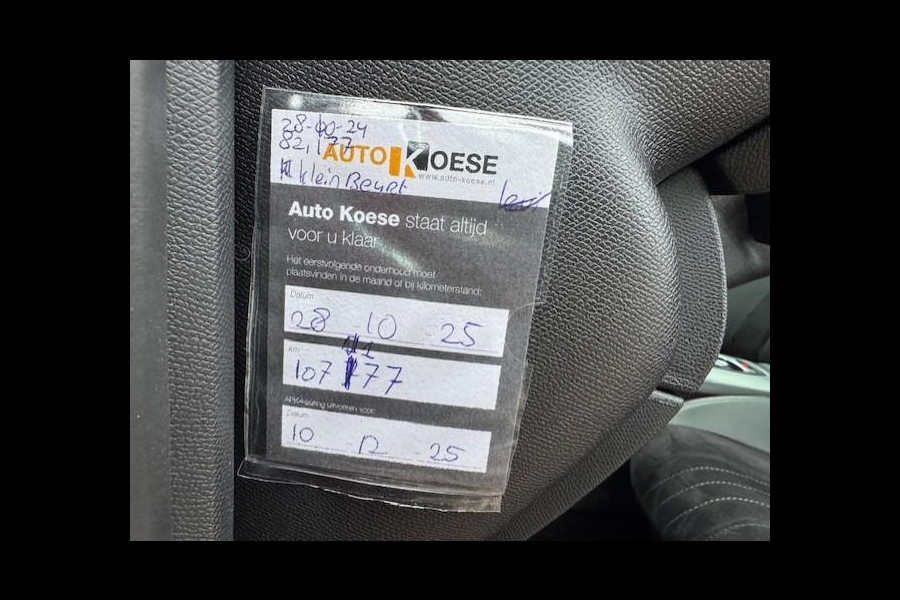 28-10-24
82,177
AUTO KOESE
www.auto-koese.nl
klein Beurt
Auto Koese staat altijd
voor u klaar
Het eerstvolgende onderhoud moet
plaatsvinden in de maand of bij kilometerstand:
Datum
28 10 25
km
107 177
APK-keuring uitvoeren voor:
Datum
10 12 25